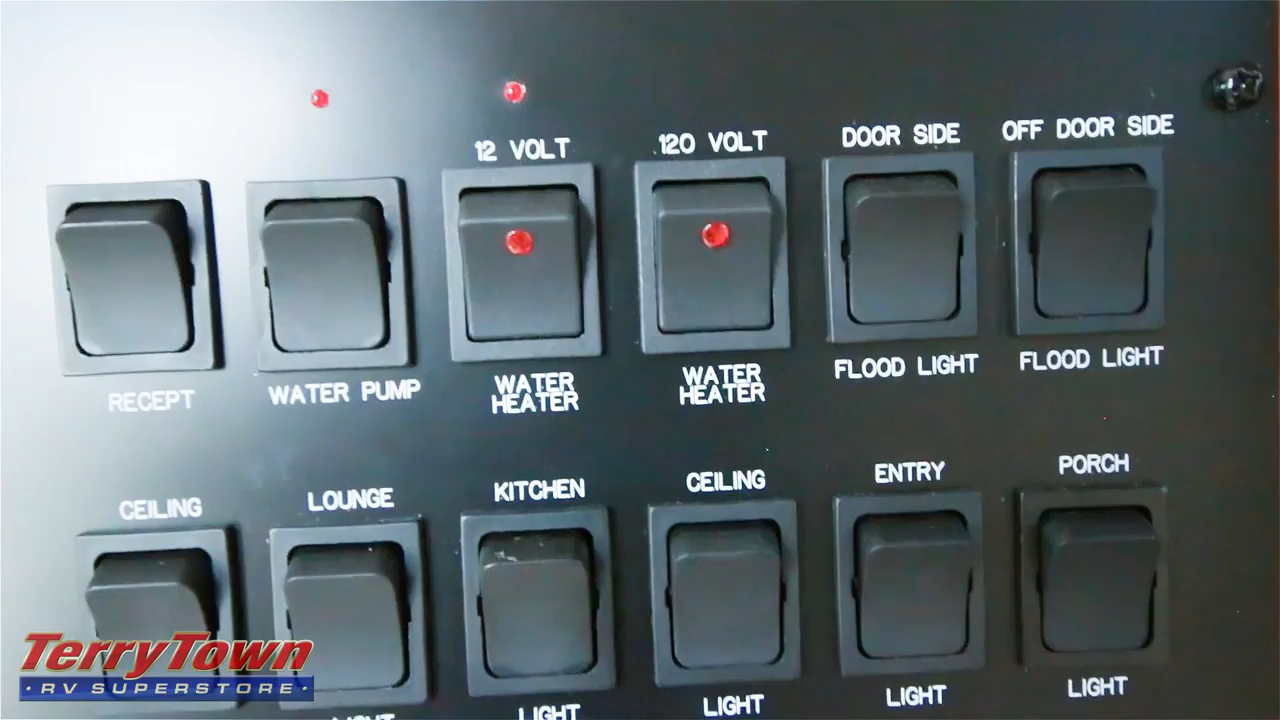 12 VOLT
120 VOLT
DOOR SIDE
OFF DOOR SIDE
RECEPT
WATER PUMP
WATER
HEATER
WATER
HEATER
FLOOD LIGHT
FLOOD LIGHT
CEILING
LOUNGE
KITCHEN
CEILING
ENTRY
PORCH
LIGHT
LIGHT
LIGHT
LIGHT
LIGHT
TerryTown
·RV SUPERSTORE·